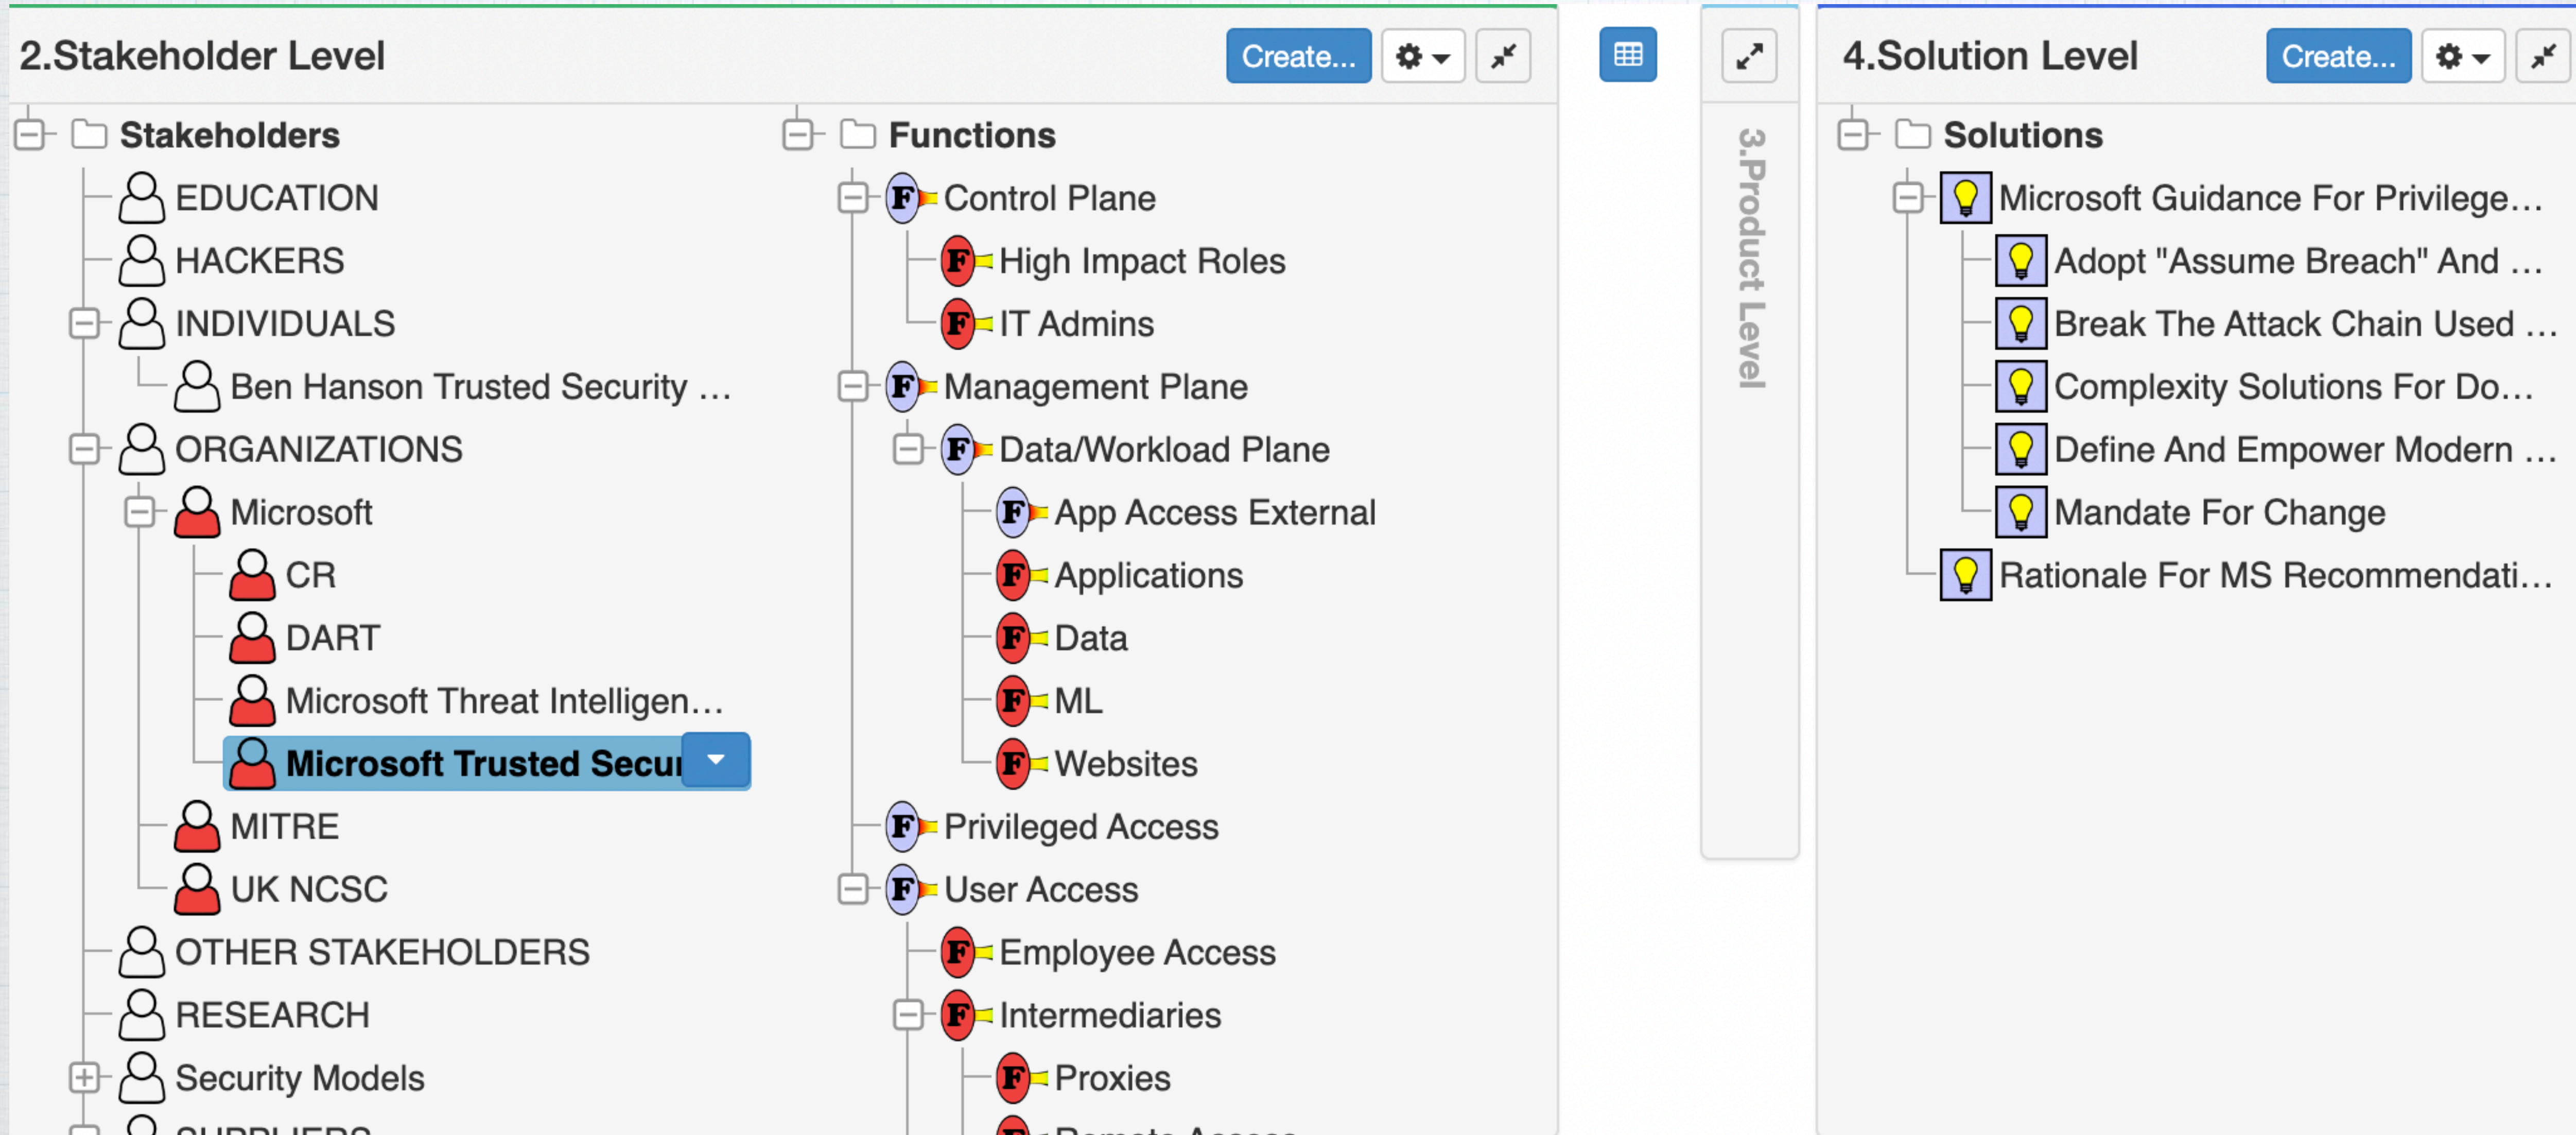 2.Stakeholder Level
Create...
Stakeholders
EDUCATION
HACKERS
INDIVIDUALS
Ben Hanson Trusted Security ...
ORGANIZATIONS
Microsoft
CR
DART
Microsoft Threat Intelligen...
Microsoft Trusted Secur
MITRE
UK NCSC
OTHER STAKEHOLDERS
RESEARCH
Security Models
SUPPLIERS
Functions
Control Plane
High Impact Roles
IT Admins
Management Plane
Data/Workload Plane
App Access External
Applications
Data
ML
Websites
Privileged Access
User Access
Employee Access
Intermediaries
Proxies
Remote Access
3.Product Level
4.Solution Level
Create...
Solutions
Microsoft Guidance For Privilege...
Adopt "Assume Breach" And ...
Break The Attack Chain Used ...
Complexity Solutions For Do...
Define And Empower Modern ...
Mandate For Change
Rationale For MS Recommendati...